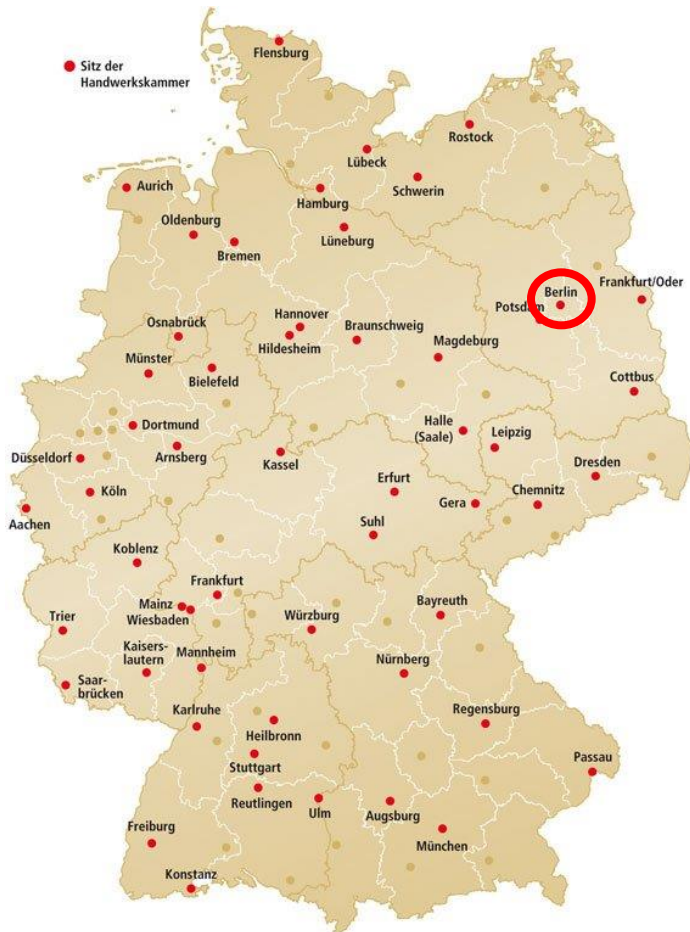 Flensburg
Sitz der
Handwerkskammer
Rostock
Lübeck
Schwerin
Aurich
Hamburg
Oldenburg
Lüneburg
Bremen
Berlin
Frankfurt/Oder
Potsdam
Hannover
Osnabrück
Braunschweig
Hildesheim
Magdeburg
Münster
Bielefeld
Cottbus
Dortmund
Halle
(Saale)
Leipzig
Düsseldorf
Arnsberg
Kassel
Dresden
Köln
Erfurt
Gera
Chemnitz
Aachen
Suhl
Koblenz
Frankfurt
Mainz
Wiesbaden
Bayreuth
Trier
Würzburg
Kaisers-
lautern
Mannheim
Nürnberg
Saar-
brücken
Karlruhe
Regensburg
Heilbronn
Passau
Stuttgart
Reutlingen
Ulm
Augsburg
Freiburg
München
Konstanz